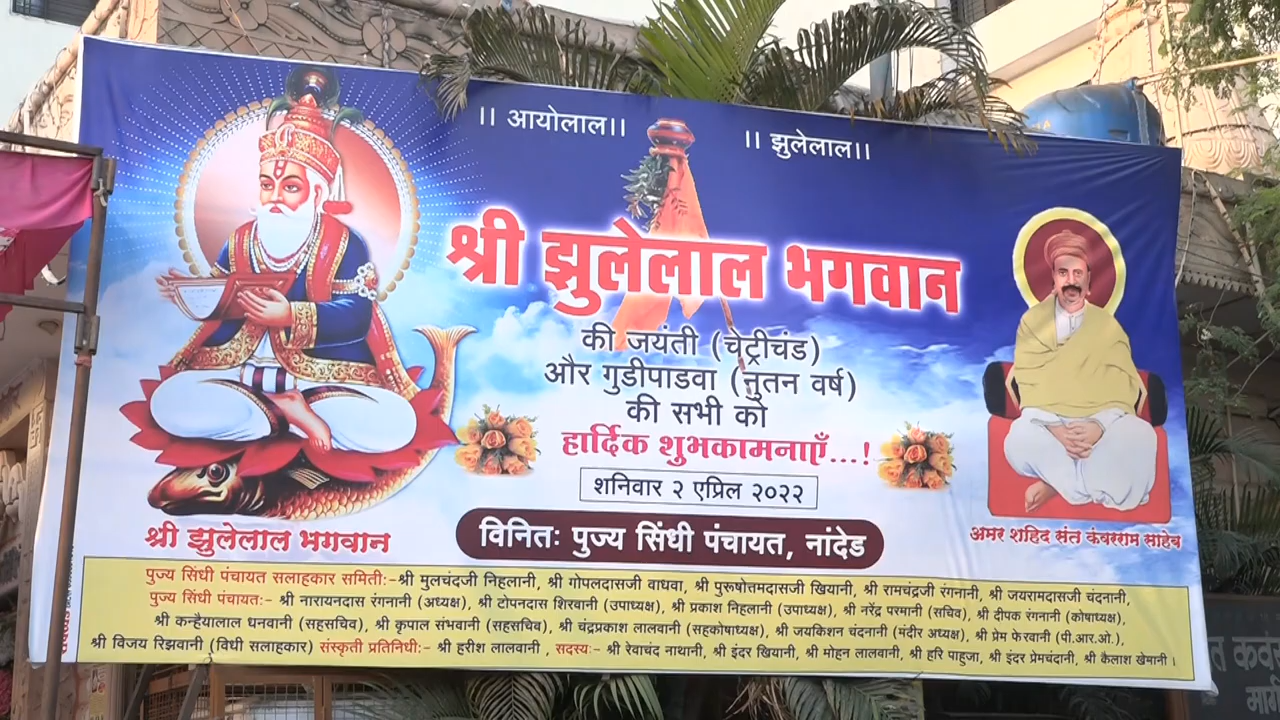 ।। आयोलाल।।
।। झुलेलाल।।
श्री झुलेलाल भगवान
की जयंती (चेट्रीचंड)
और गुडीपाडवा (नुतन वर्ष)
की सभी को
हार्दिक शुभकामनाएँ...!
शनिवार २ एप्रिल २०२२
विनितः पुज्य सिंधी पंचायत, नांदेड
श्री झुलेलाल भगवान
अमर शहिद संत कंवरराम साहेब
पुज्य सिंधी पंचायत सलाहकार समिती:-श्री मुलचंदजी निहलानी, श्री गोपलदासजी वाधवा, श्री पुरूषोत्तमदासजी खियानी, श्री रामचंद्रजी रंगनानी, श्री जयरामदासजी चंदनानी,
पुज्य सिंधी पंचायत:- श्री नारायनदास रंगनानी (अध्यक्ष), श्री टोपनदास शिरवानी (उपाध्यक्ष), श्री प्रकाश निहलानी (उपाध्यक्ष), श्री नरेंद्र परमानी (सचिव), श्री दीपक रंगनानी (कोषाध्यक्ष),
श्री कन्हैयालाल धनवानी (सहसचिव), श्री कृपाल संभवानी (सहसचिव), श्री चंद्रप्रकाश लालवानी (सहकोषाध्यक्ष), श्री जयकिशन चंदनानी (मंदीर अध्यक्ष), श्री प्रेम फेरवानी (पी.आर.ओ.),
श्री विजय रिझवानी (विधी सलाहकार) संस्कृती प्रतिनिधी:- श्री हरीश लालवानी , सदस्यः- श्री रेवाचंद नाथानी, श्री इंदर खियानी, श्री मोहन लालवानी, श्री हरि पाहुजा, श्री इंदर प्रेमचंदानी, श्री कैलाश खेमानी ।